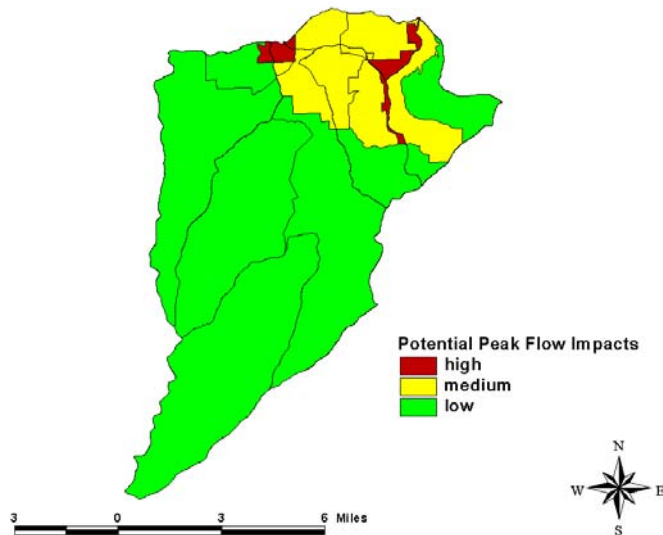 Potential Peak Flow Impacts
high
medium
low
N
W E
S
3 0 3 6 Miles